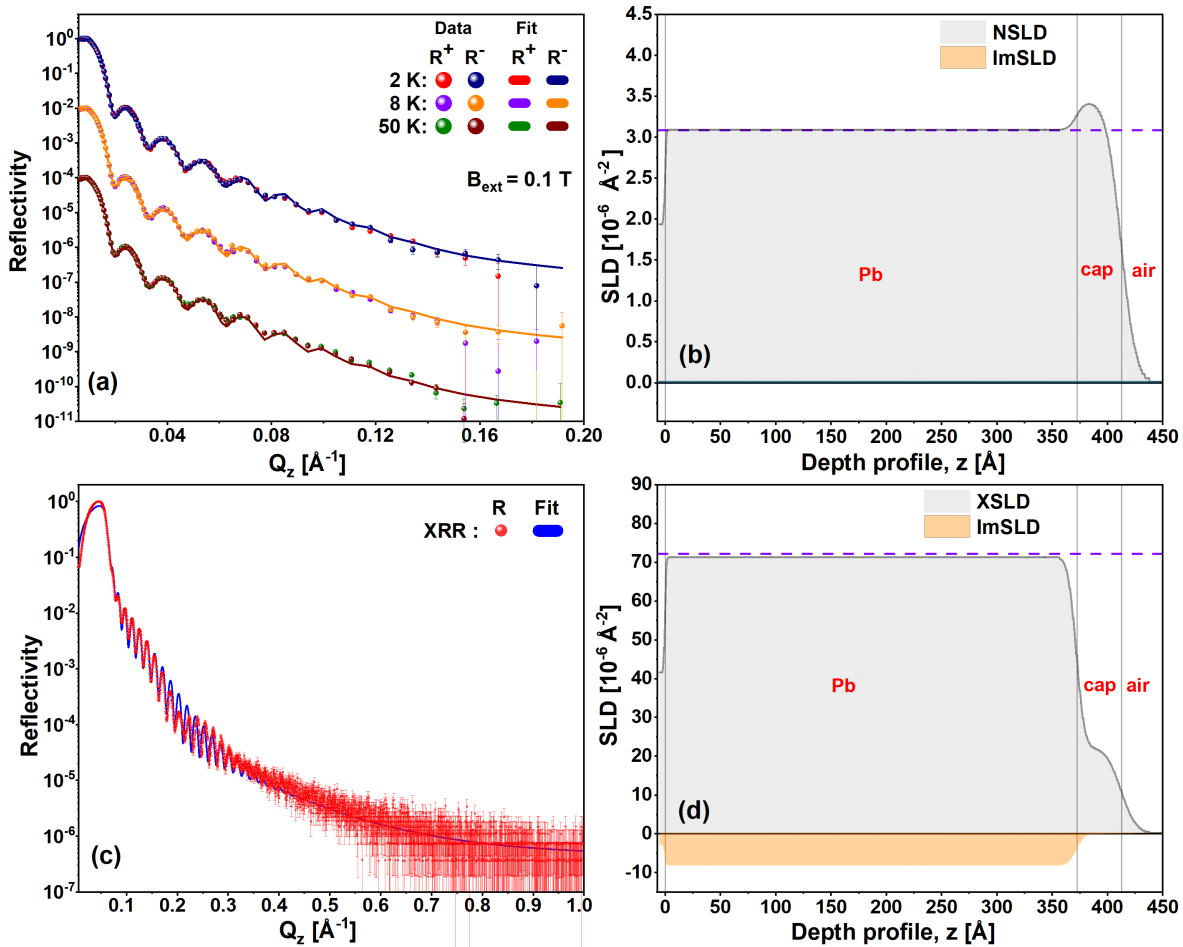 Data Fit
R⁺ R⁻ R⁺ R⁻
2 K:
8 K:
50 K:
B_ext = 0.1 T
10⁰
10⁻¹
10⁻²
10⁻³
10⁻⁴
10⁻⁵
10⁻⁶
10⁻⁷
10⁻⁸
10⁻⁹
10⁻¹⁰
10⁻¹¹
Reflectivity
(a)
0.04 0.08 0.12 0.16 0.20
Q_z [Å⁻¹]
NSLD
ImSLD
4.5
4.0
3.5
3.0
2.5
2.0
1.5
1.0
0.5
0.0
SLD [10⁻⁶ Å⁻²]
Pb cap air
(b)
0 50 100 150 200 250 300 350 400 450
Depth profile, z [Å]
R Fit
XRR :
10⁰
10⁻¹
10⁻²
10⁻³
10⁻⁴
10⁻⁵
10⁻⁶
10⁻⁷
Reflectivity
(c)
0.1 0.2 0.3 0.4 0.5 0.6 0.7 0.8 0.9 1.0
Q_z [Å⁻¹]
XSLD
ImSLD
90
80
70
60
50
40
30
20
10
0
-10
SLD [10⁻⁶ Å⁻²]
Pb cap air
(d)
0 50 100 150 200 250 300 350 400 450
Depth profile, z [Å]